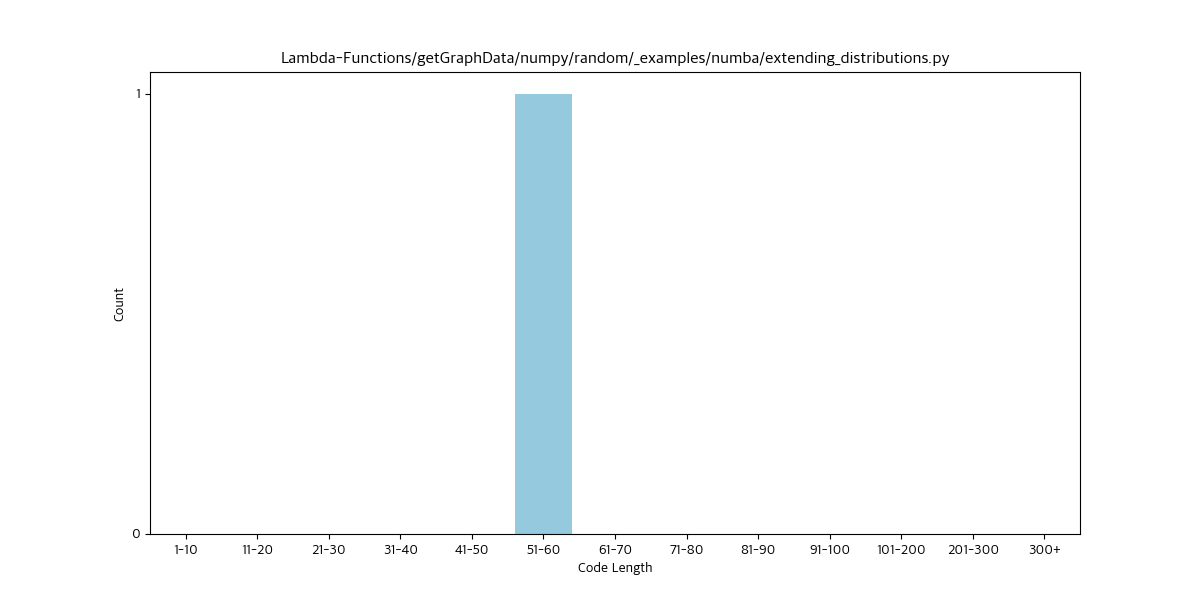 Lambda-Functions/getGraphData/numpy/random/_examples/numba/extending_distributions.py
1
Count
0
1-10 11-20 21-30 31-40 41-50 51-60 61-70 71-80 81-90 91-100 101-200 201-300 300+
Code Length